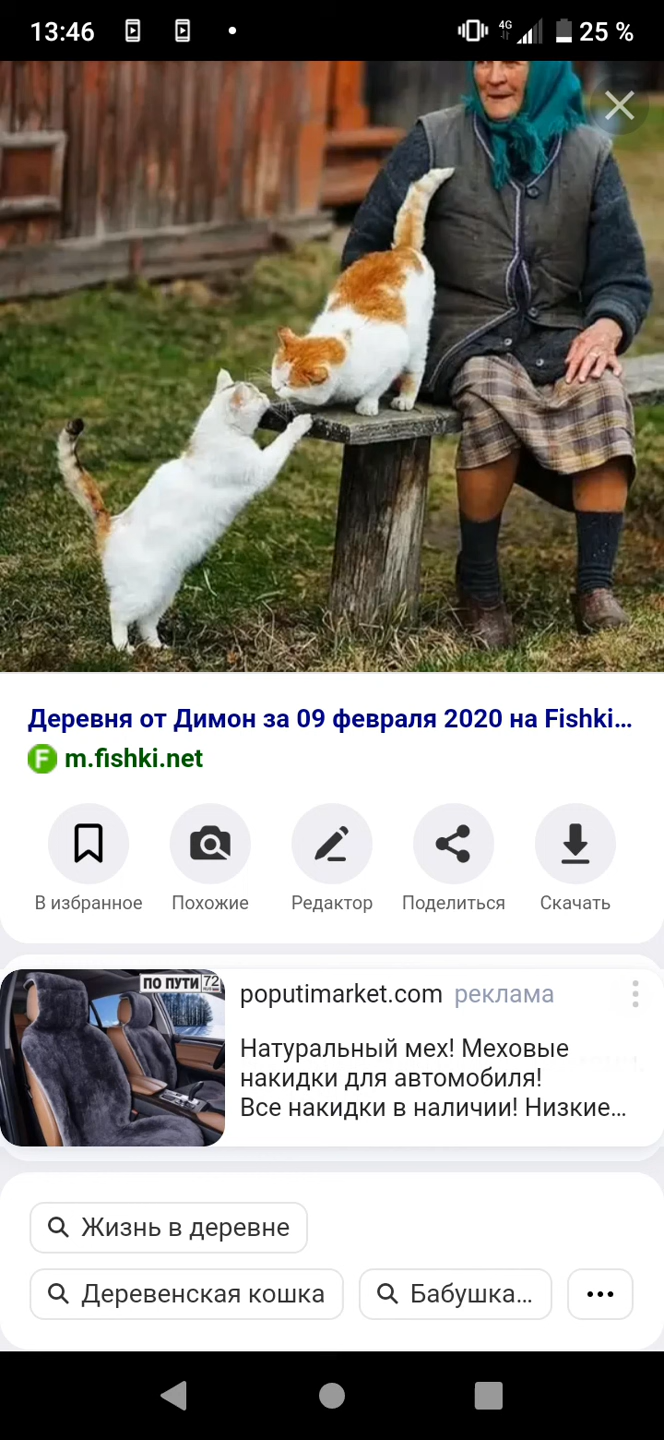 13:46
4G
25 %
Деревня от Димон за 09 февраля 2020 на Fishki...
F m.fishki.net
В избранное
Похожие
Редактор
Поделиться
Скачать
ПО ПУТИ 72
poputimarket.com реклама
Натуральный мех! Меховые
накидки для автомобиля!
Все накидки в наличии! Низкие...
Жизнь в деревне
Деревенская кошка
Бабушка...